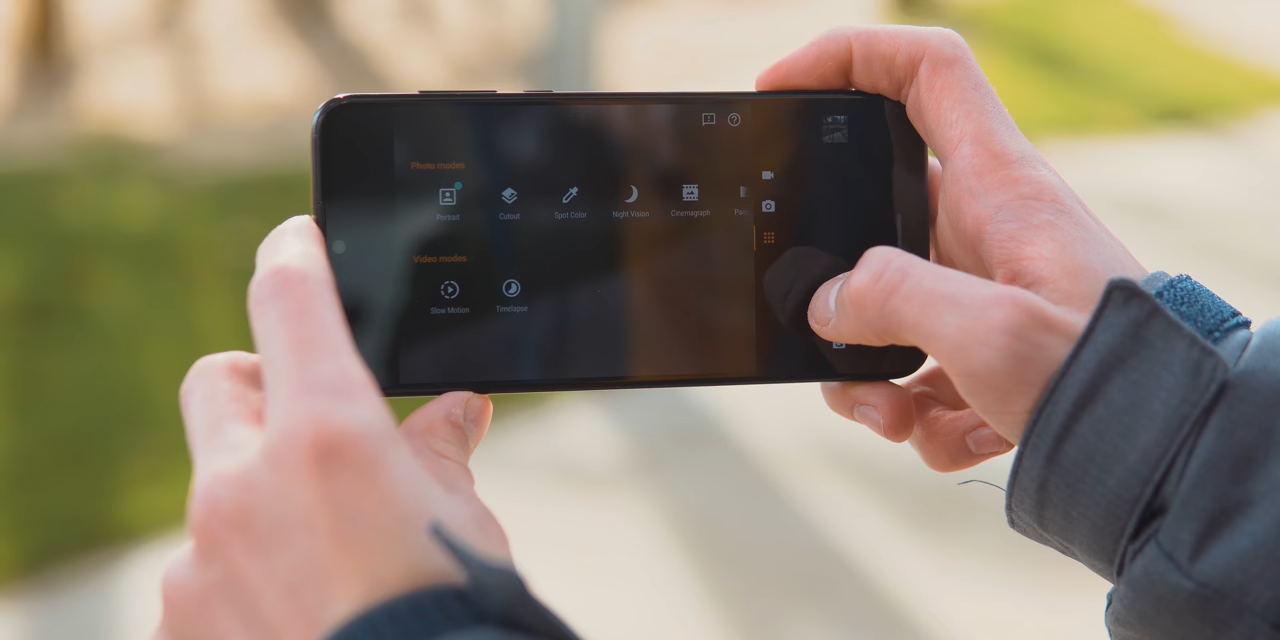 Photo modes
Portrait
Cutout
Spot Color
Night Vision
Cinemagraph
Video modes
Slow Motion
Timelapse